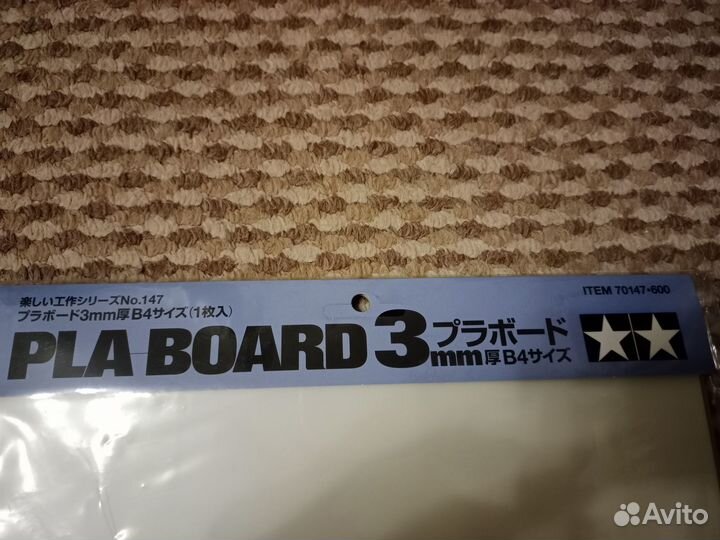 楽しい工作シリーズNo.147
プラボード3mm厚B4サイズ(1枚入)
ITEM 70147•600
PLA BOARD 3mm厚
プラボード
B4サイズ
Avito